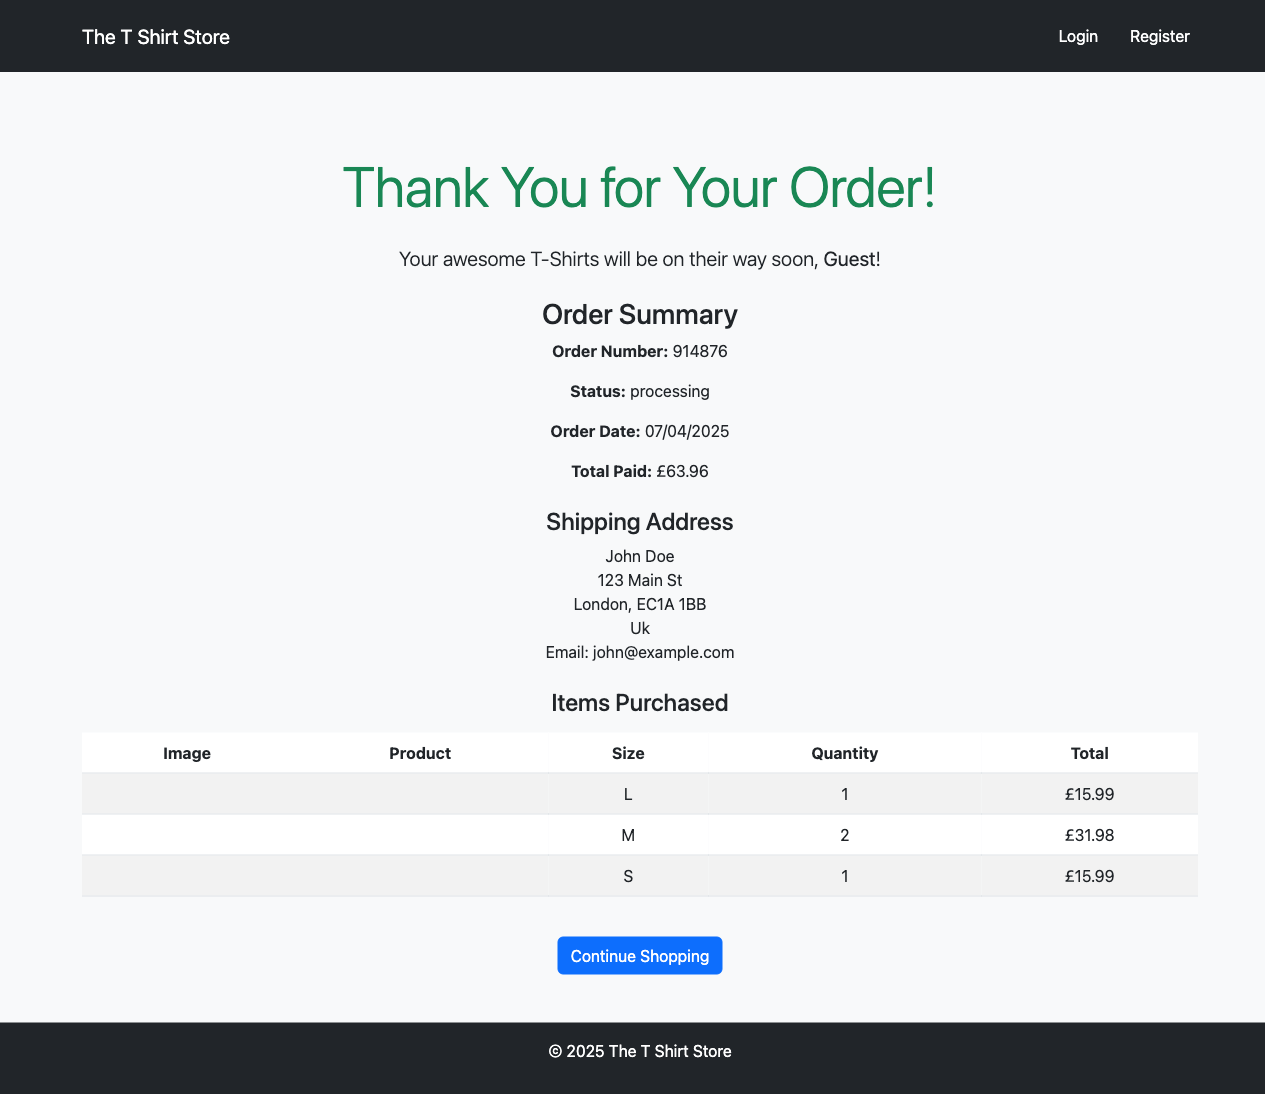 The T Shirt Store
Login Register
Thank You for Your Order!
Your awesome T-Shirts will be on their way soon, Guest!
Order Summary
Order Number: 914876
Status: processing
Order Date: 07/04/2025
Total Paid: £63.96
Shipping Address
John Doe
123 Main St
London, EC1A 1BB
Uk
Email: john@example.com
Items Purchased
Image Product Size Quantity Total
L 1 £15.99
M 2 £31.98
S 1 £15.99
Continue Shopping
© 2025 The T Shirt Store